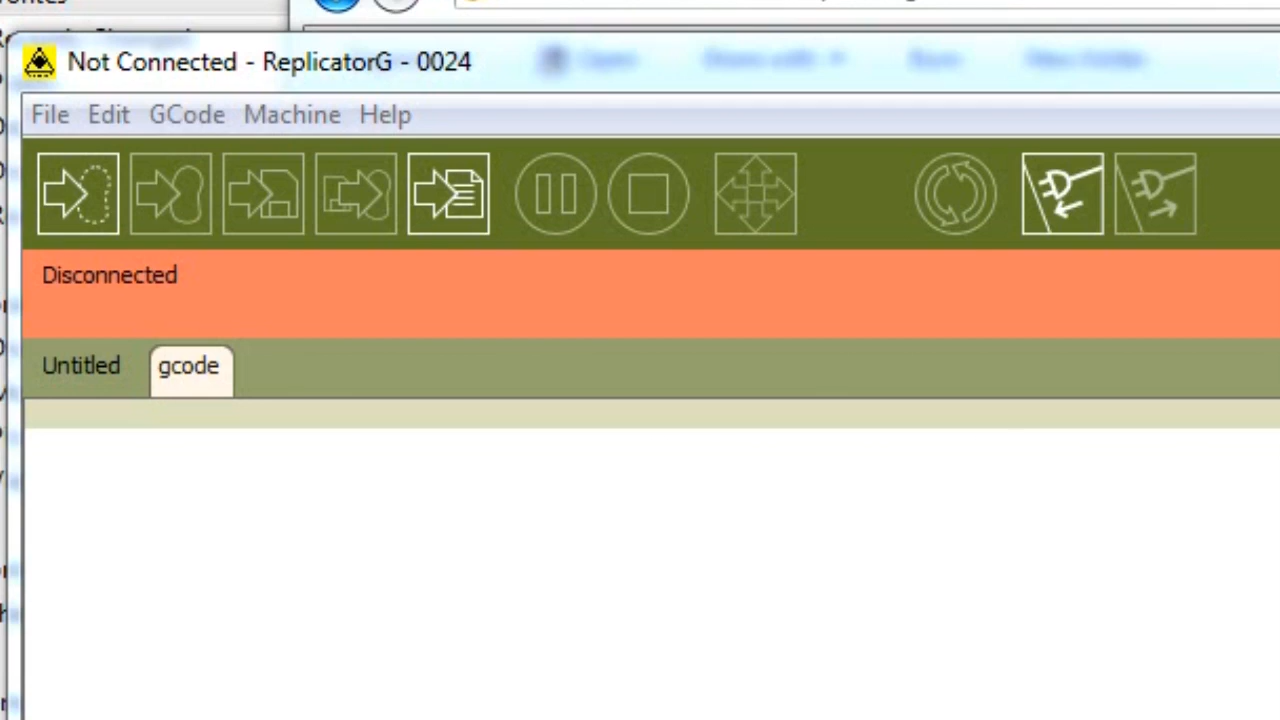 Not Connected - ReplicatorG - 0024
File Edit GCode Machine Help
Disconnected
Untitled gcode